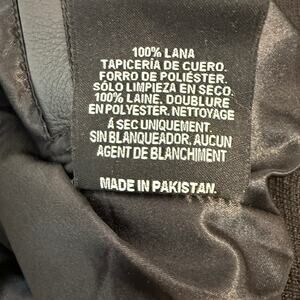 100% LANA
TAPICERÍA DE CUERO.
FORRO DE POLIÉSTER.
SÓLO LIMPIEZA EN SECO.
100% LAINE, DOUBLURE
EN POLYESTER. NETTOYAGE
Á SEC UNIQUEMENT.
SIN BLANQUEADOR. AUCUN
AGENT DE BLANCHIMENT
MADE IN PAKISTAN.